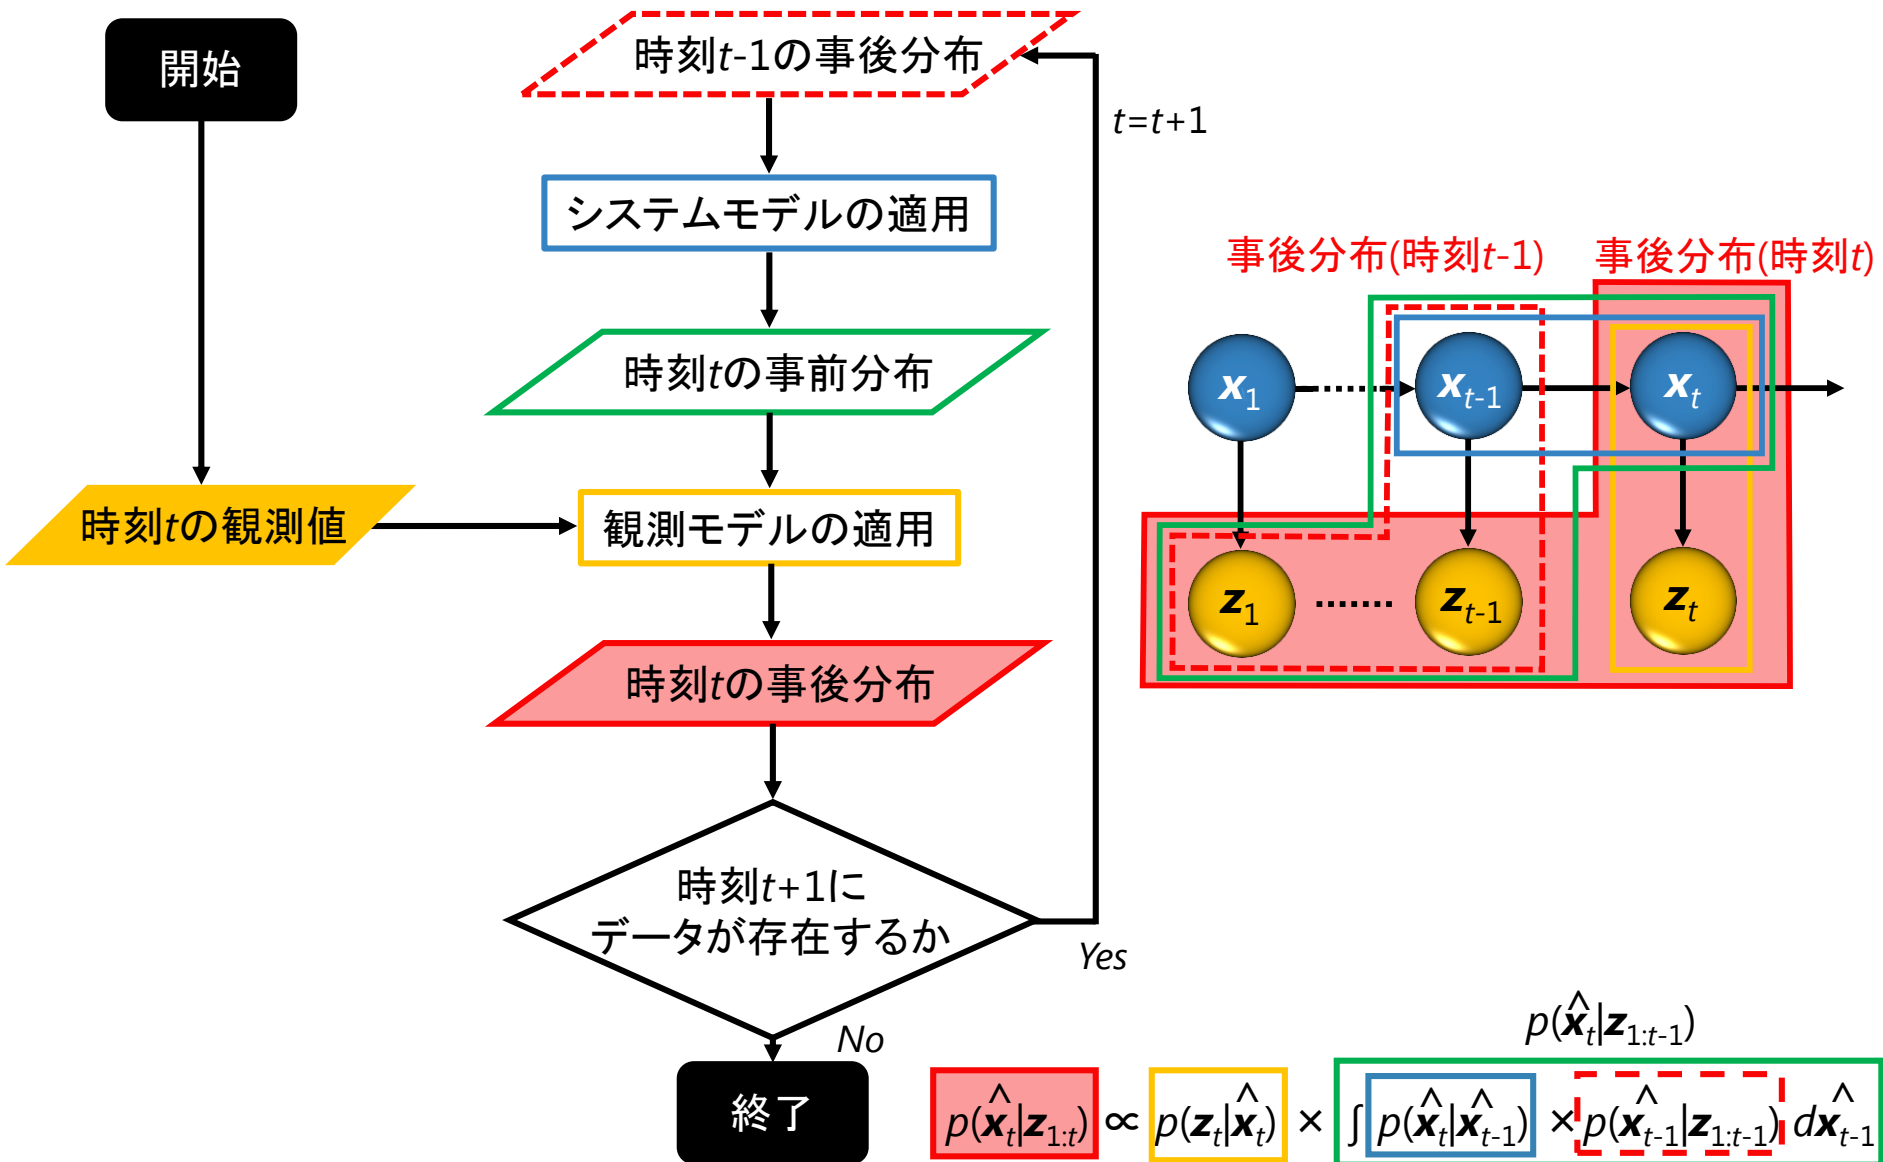 開始
時刻t-1の事後分布
t=t+1
システムモデルの適用
時刻tの事前分布
時刻tの観測値
観測モデルの適用
時刻tの事後分布
時刻t+1に
データが存在するか
Yes
No
終了
事後分布(時刻t-1)
事後分布(時刻t)
x₁
xₜ₋₁
xₜ
z₁
.......
zₜ₋₁
zₜ
p(x̂ₜ|z₁:ₜ₋₁)
p(x̂ₜ|z₁:ₜ) ∝ p(zₜ|x̂ₜ) × ∫ p(x̂ₜ|x̂ₜ₋₁) × p(x̂ₜ₋₁|z₁:ₜ₋₁) dx̂ₜ₋₁